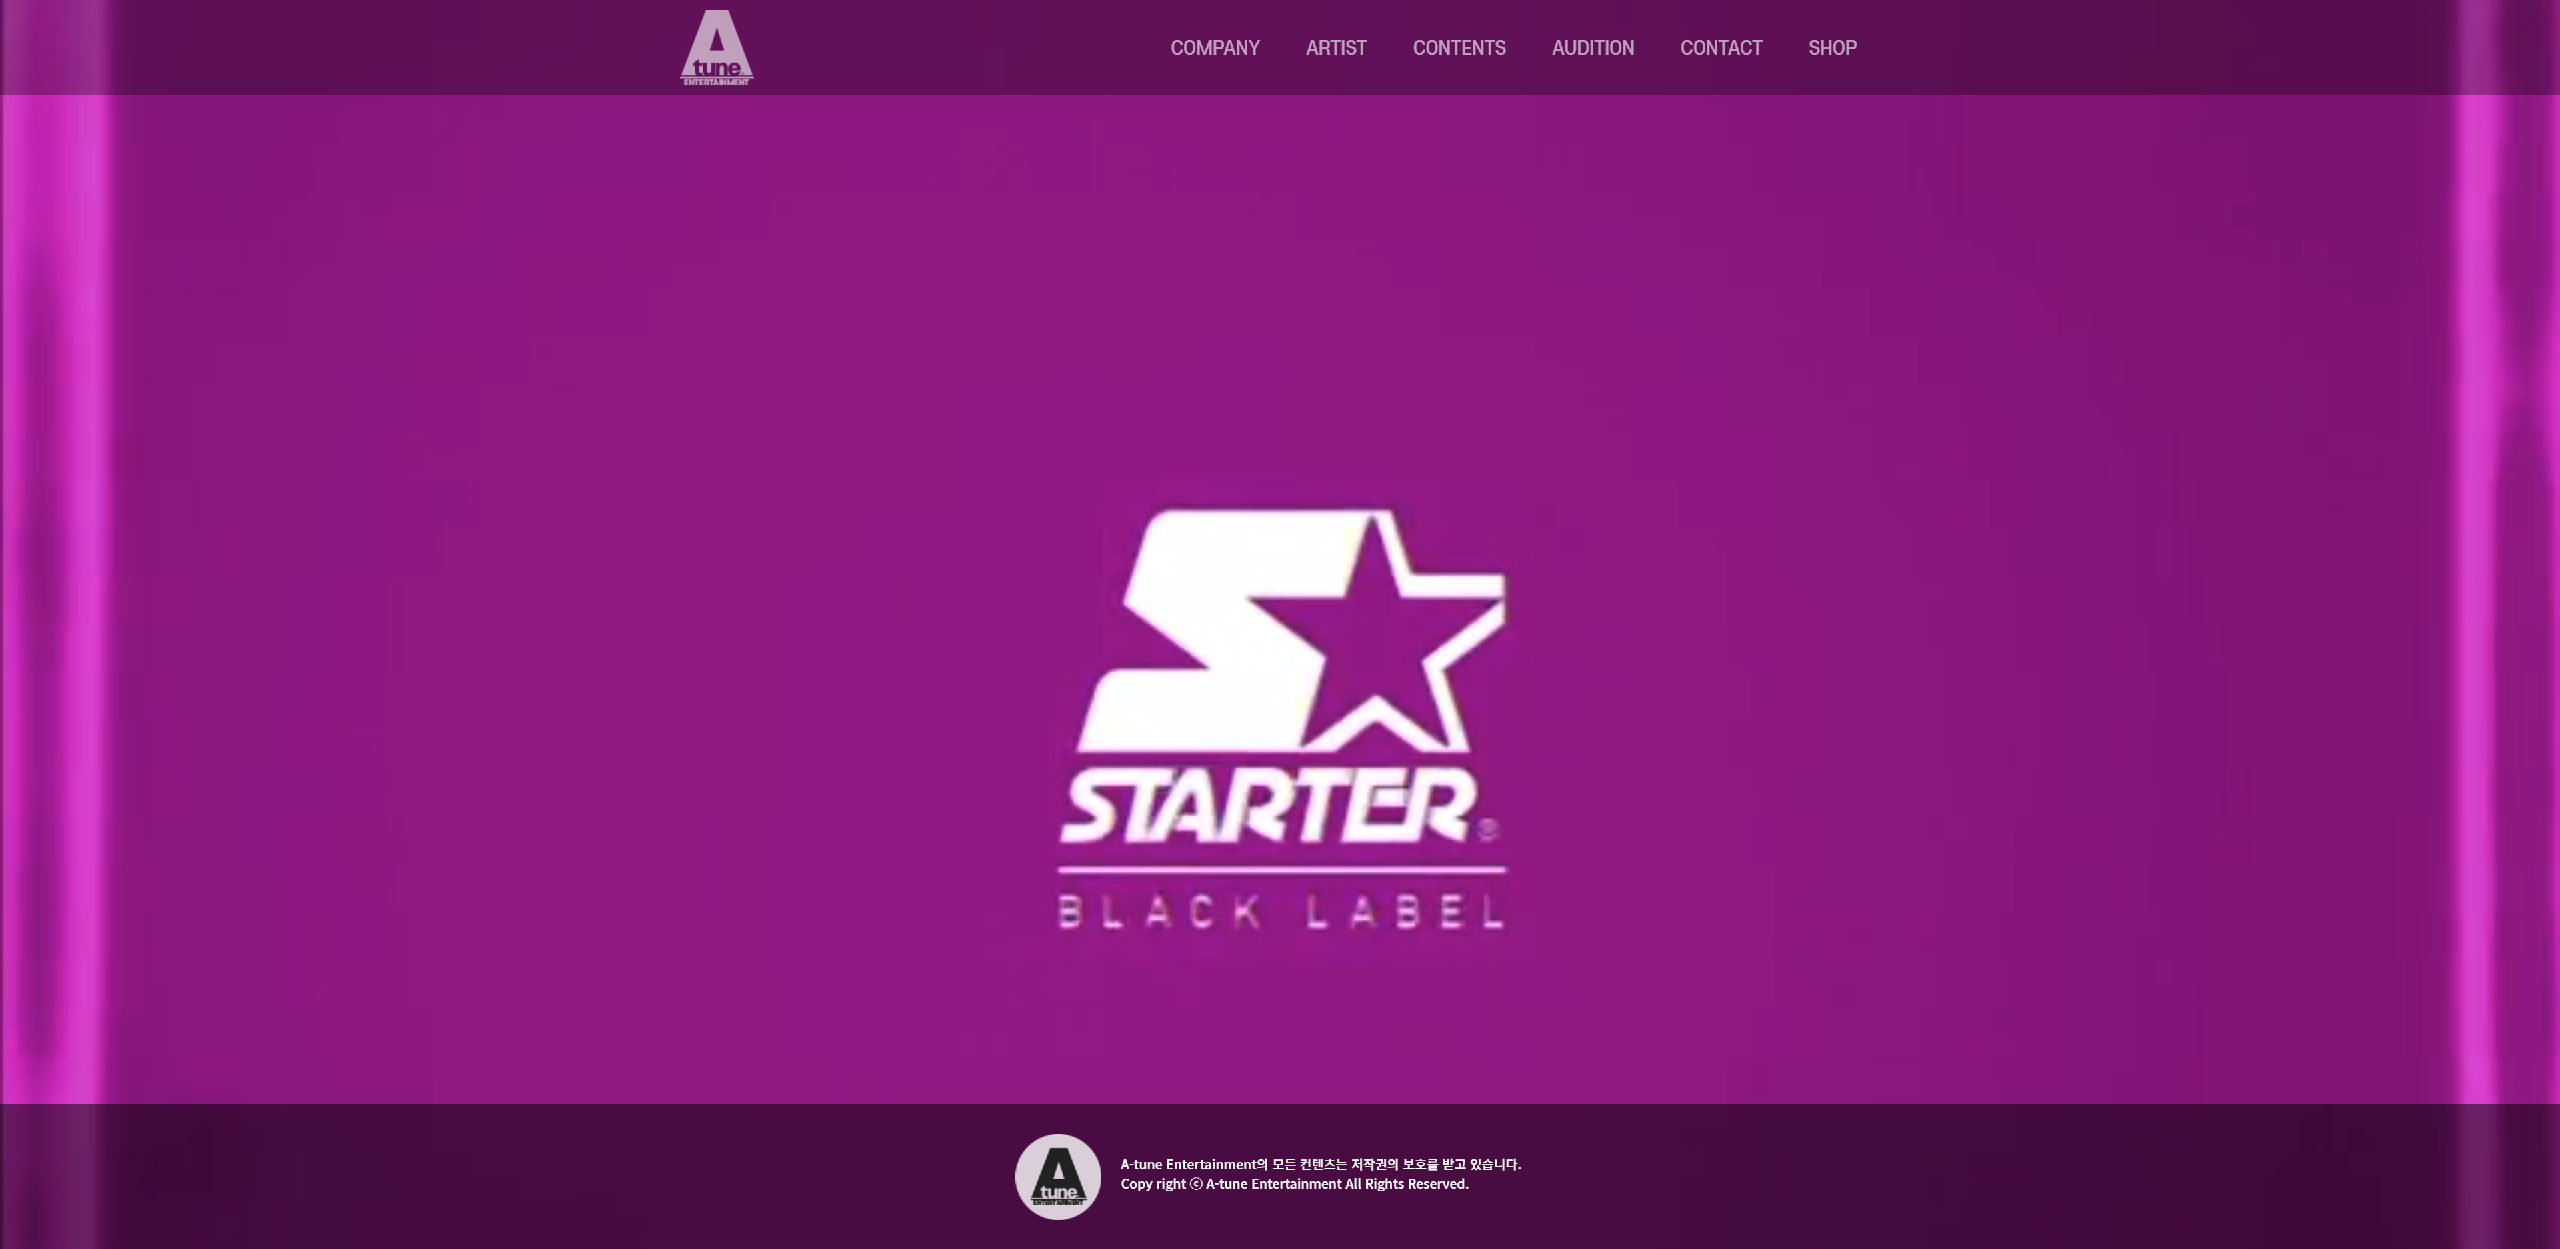 A
tune
ENTERTAINMENT
COMPANY ARTIST CONTENTS AUDITION CONTACT SHOP
STARTER®
BLACK LABEL
A
tune
ENTERTAINMENT
A-tune Entertainment의 모든 컨텐츠는 저작권의 보호를 받고 있습니다.
Copy right ⓒ A-tune Entertainment All Rights Reserved.